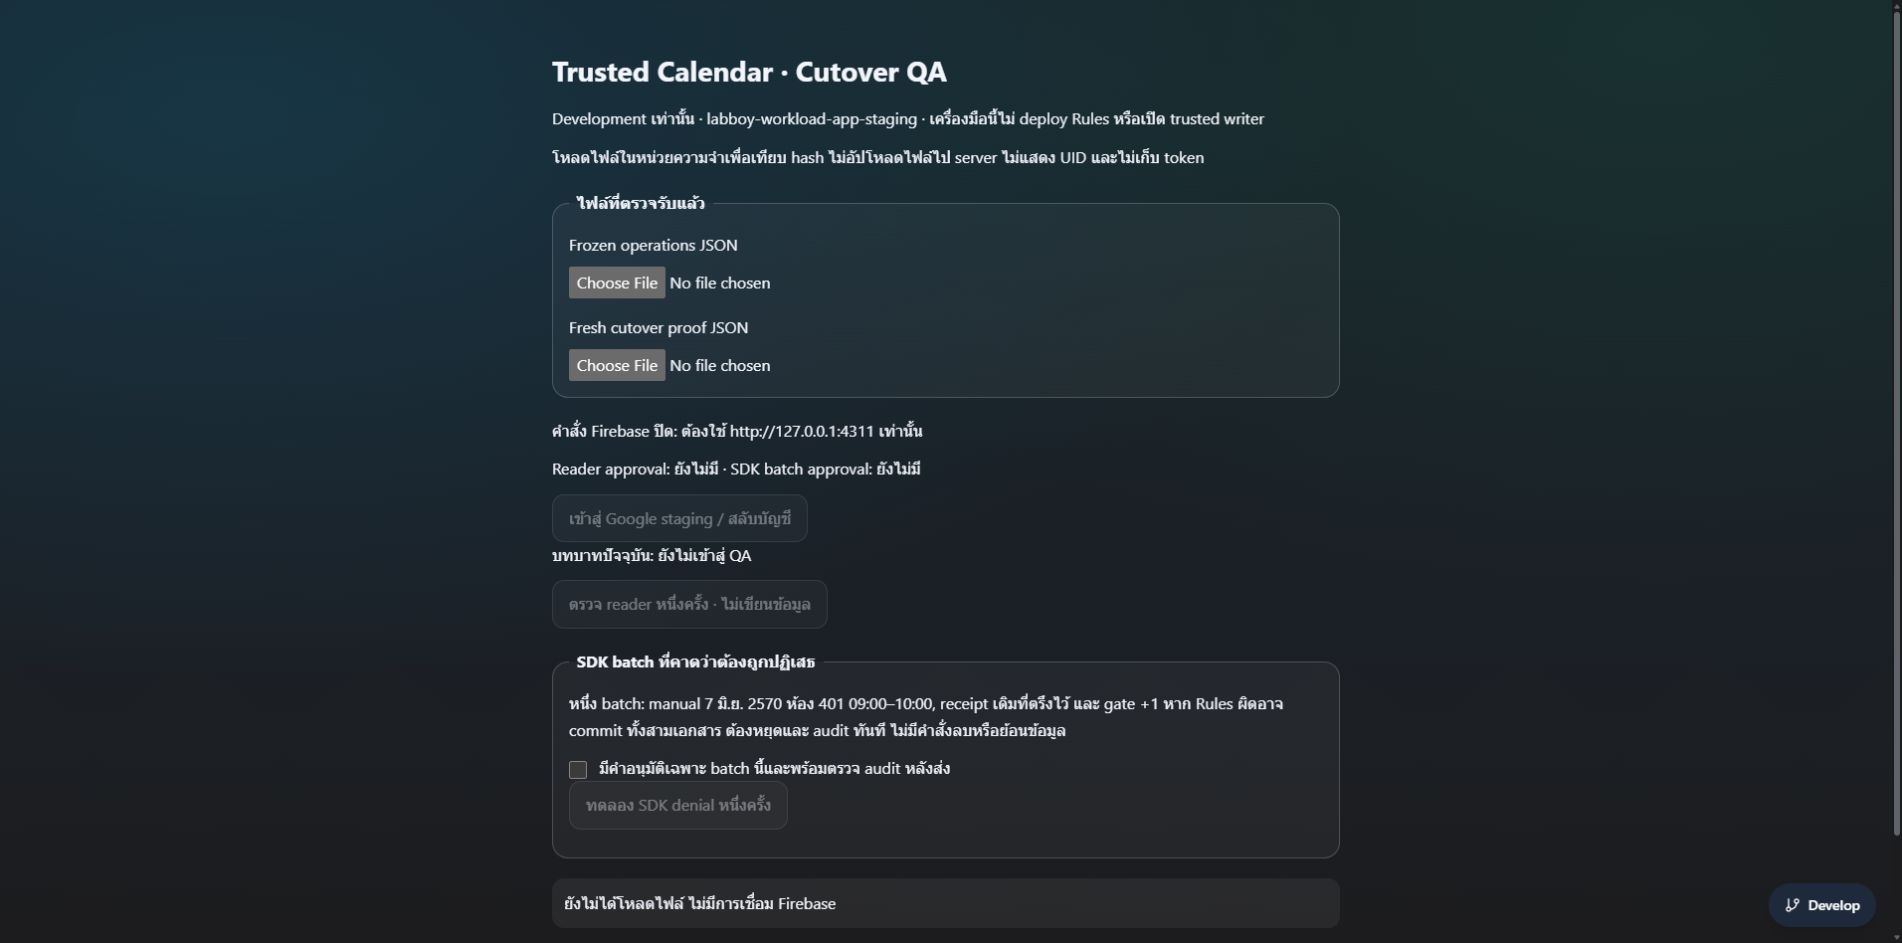 Trusted Calendar · Cutover QA
Development เท่านั้น · labboy-workload-app-staging · เครื่องมือนี้ไม่ deploy Rules หรือเปิด trusted writer
โหลดไฟล์ในหน่วยความจำเพื่อเทียบ hash ไม่อัปโหลดไฟล์ไป server ไม่แสดง UID และไม่เก็บ token
ไฟล์ที่ตรวจรับแล้ว
Frozen operations JSON
Choose File No file chosen
Fresh cutover proof JSON
Choose File No file chosen
คำสั่ง Firebase ปิด: ต้องใช้ http://127.0.0.1:4311 เท่านั้น
Reader approval: ยังไม่มี · SDK batch approval: ยังไม่มี
เข้าสู่ Google staging / สลับบัญชี
บทบาทปัจจุบัน: ยังไม่เข้าสู่ QA
ตรวจ reader หนึ่งครั้ง · ไม่เขียนข้อมูล
SDK batch ที่คาดว่าต้องถูกปฏิเสธ
หนึ่ง batch: manual 7 มิ.ย. 2570 ห้อง 401 09:00–10:00, receipt เดิมที่ตรึงไว้ และ gate +1 หาก Rules ผิดอาจ
commit ทั้งสามเอกสาร ต้องหยุดและ audit ทันที ไม่มีคำสั่งลบหรือย้อนข้อมูล
มีคำอนุมัติเฉพาะ batch นี้และพร้อมตรวจ audit หลังส่ง
ทดลอง SDK denial หนึ่งครั้ง
ยังไม่ได้โหลดไฟล์ ไม่มีการเชื่อม Firebase
Develop